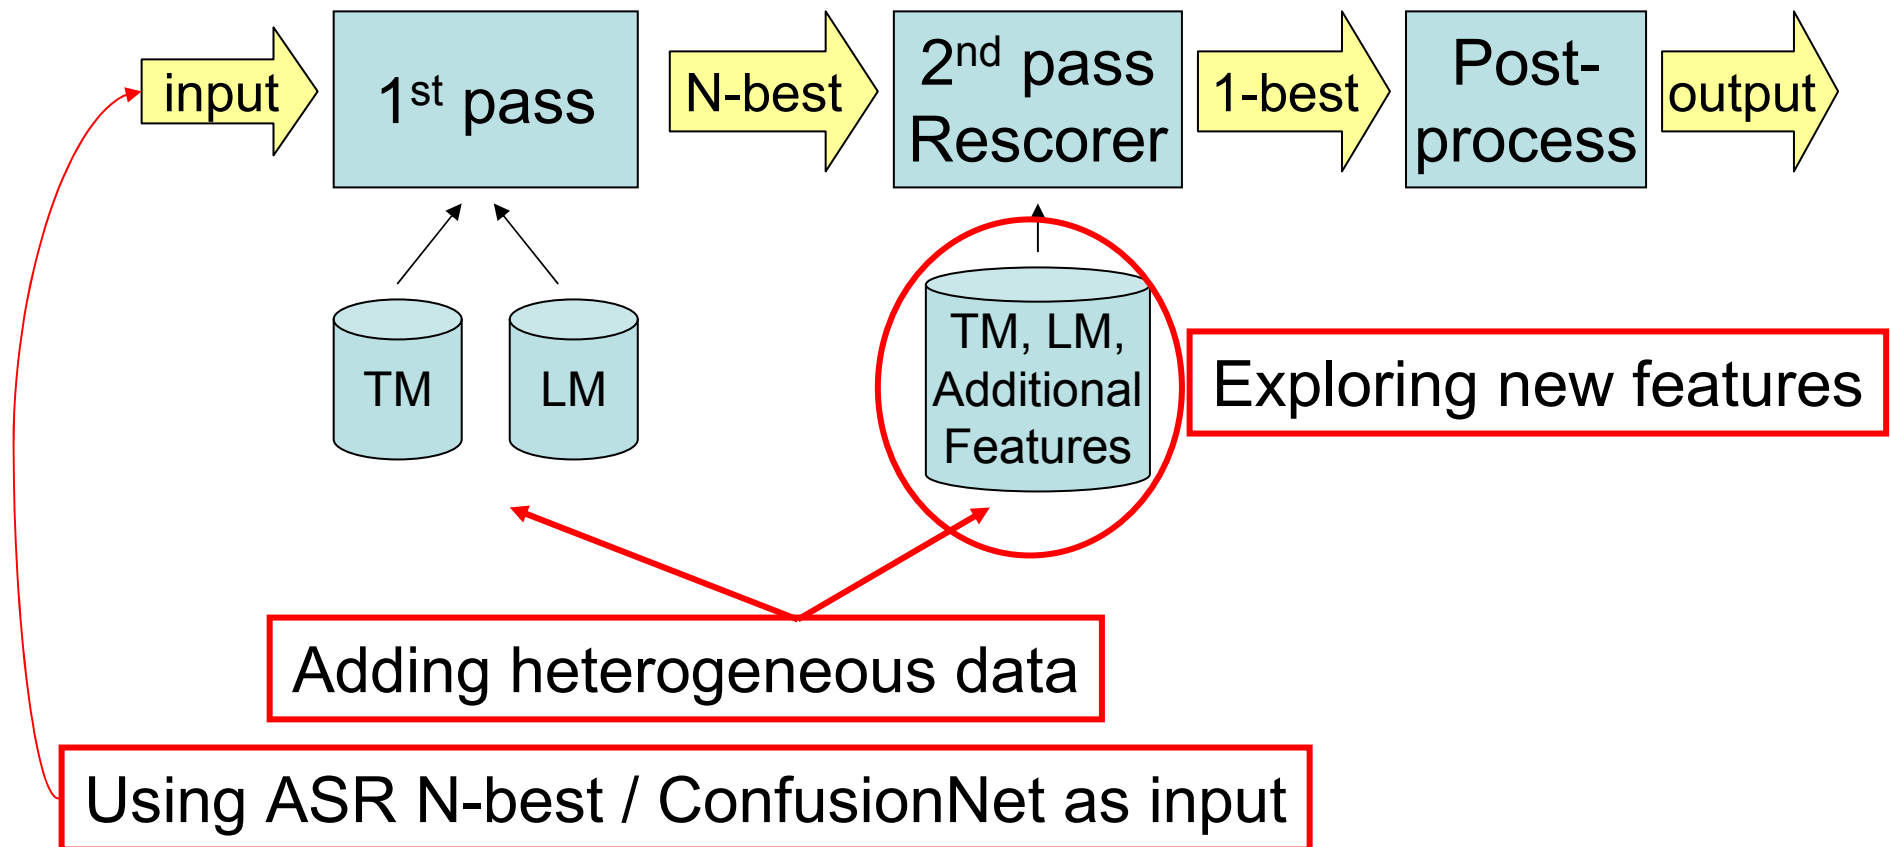 input
1st pass
N-best
2nd pass
Rescorer
1-best
Post-
process
output
TM
LM
TM, LM,
Additional
Features
Exploring new features
Adding heterogeneous data
Using ASR N-best / ConfusionNet as input